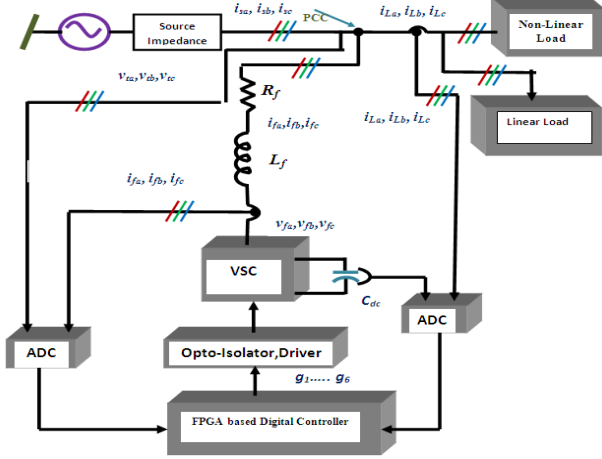 isa, isb, isc
PCC
iLa, iLb, iLc
Non-Linear
Load
Source
Impedance
vta, vtb, vtc
Rf
iLa, iLb, iLc
Linear Load
ifa, ifb, ifc
Lf
ifa, ifb, ifc
vfa, vfb, vfc
VSC
Cdc
ADC
ADC
Opto-Isolator,Driver
g1..... g6
FPGA based Digital Controller